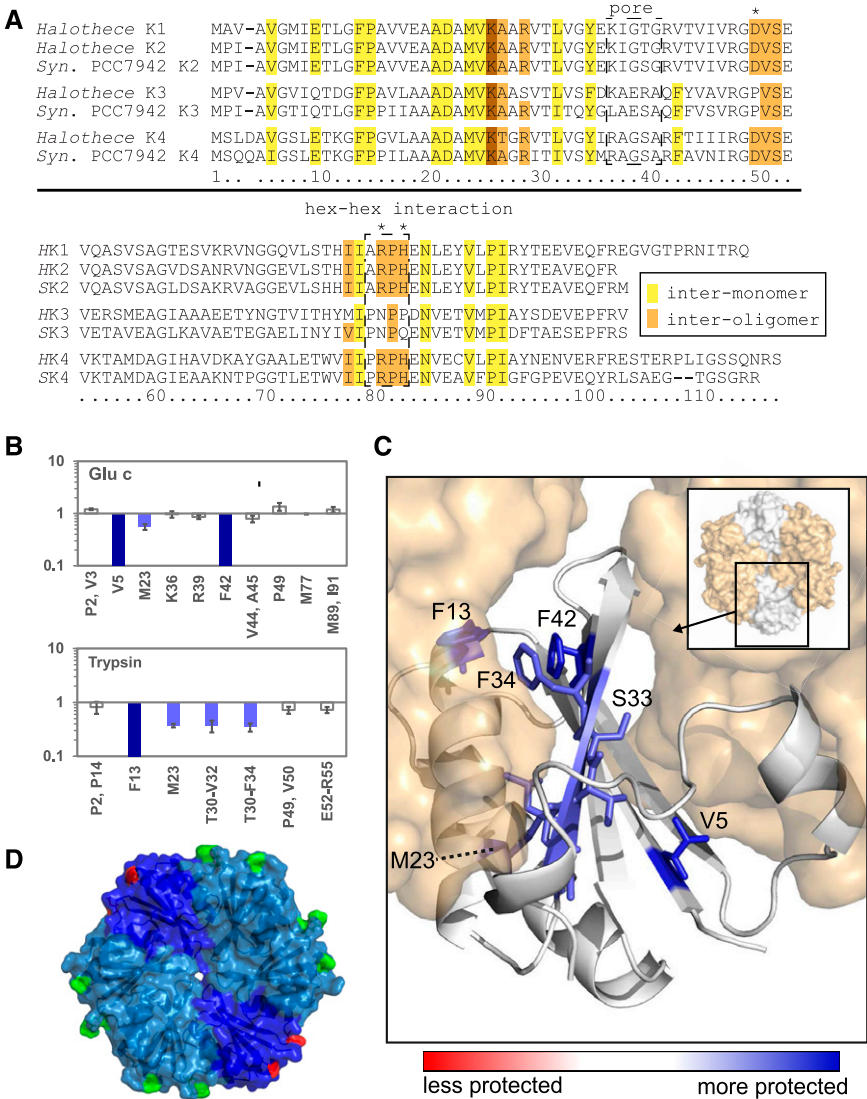 A
pore
*
Halothece K1 MAV-AVGMIETLGFPAVVEAADAMVKAARVTLVGYEKIGTGRVTVIVRGDVSE
Halothece K2 MPI-AVGMIETLGFPAVVEAADAMVKAARVTLVGYEKIGTGRVTVIVRGDVSE
Syn. PCC7942 K2 MPI-AVGMIETLGFPAVVEAADAMVKAARVTLVGYEKIGSGRVTVIVRGDVSE
Halothece K3 MPV-AVGVIQTDGFPAVLAAADAMVKAASVTLVSFDKAERAQFYVAVRGPVSE
Syn. PCC7942 K3 MPI-AVGTIQTLGFPPIIAAADAMVKAARVTITQYGLAESAQFFVSVRGPVSE
Halothece K4 MSLDAVGSLETKGFPGVLAAADAMVKTGRVTLVGYIRAGSARFTIIIRGDVSE
Syn. PCC7942 K4 MSQQAIGSLETKGFPPILAAADAMVKAGRITIVSYMRAGSARFAVNIRGDVSE
1........10........20........30........40........50...
hex-hex interaction
* *
HK1 VQASVSAGTESVKRVNGGQVLSTHIIARPHENLEYVLPIRYTEEVEQFREGVGTPRNITRQ
HK2 VQASVSAGVDSANRVNGGEVLSTHIIARPHENLEYVLPIRYTEAVEQFR
SK2 VQASVSAGIEAANRVNGGEVLSHHIIARPHENLEYVLPIRYTEAVEQFRM
HK3 VERSMEAGIAAAEETYNGTVITHYMLPNPPDNVETVMPIAYSDEVEPFRV
SK3 VETAVEAGLKAVAETEGAELINYIVIPNPQENVETVMPIDFTAESEPFRS
HK4 VKTAMDAGIHAVDKAYGAALETWVILPRPHENVECVLPIAYNENVERFRESTERPLIGSSQNRS
SK4 VKTAMDAGIEAAKNTPGGTLETWVIIPRPHENVEAVFPIGFGPEVEQYRLSAEG--TGSGRR
......60........70........80........90........100.......110......
inter-monomer
inter-oligomer
B
Glu c
10
1
0.1
P2, V3
V5
M23
K36
R39
F42
V44, A45
P49
M77
M89, I91
Trypsin
10
1
0.1
P2, P14
F13
M23
T30-V32
T30-F34
P49, V50
E52-R55
C
F13
F42
F34
S33
V5
M23
less protected
more protected
D